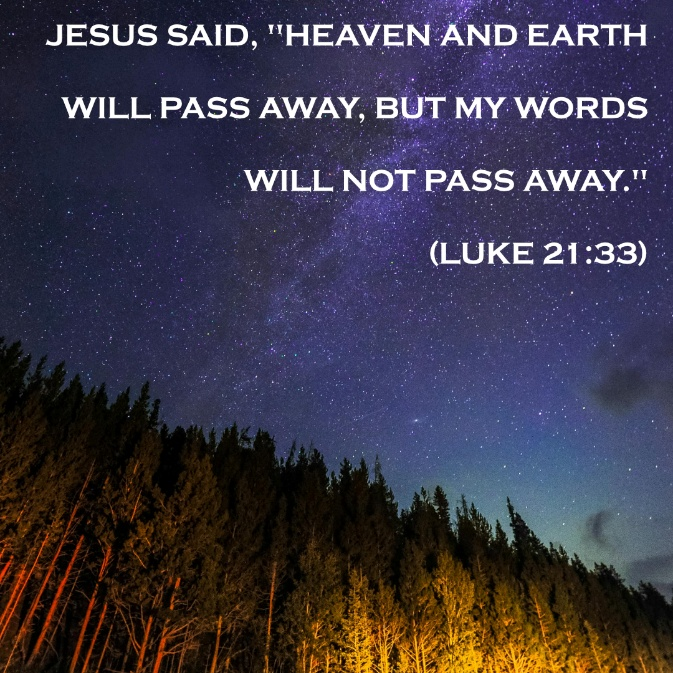 JESUS SAID, "HEAVEN AND EARTH
WILL PASS AWAY, BUT MY WORDS
WILL NOT PASS AWAY."
(LUKE 21:33)